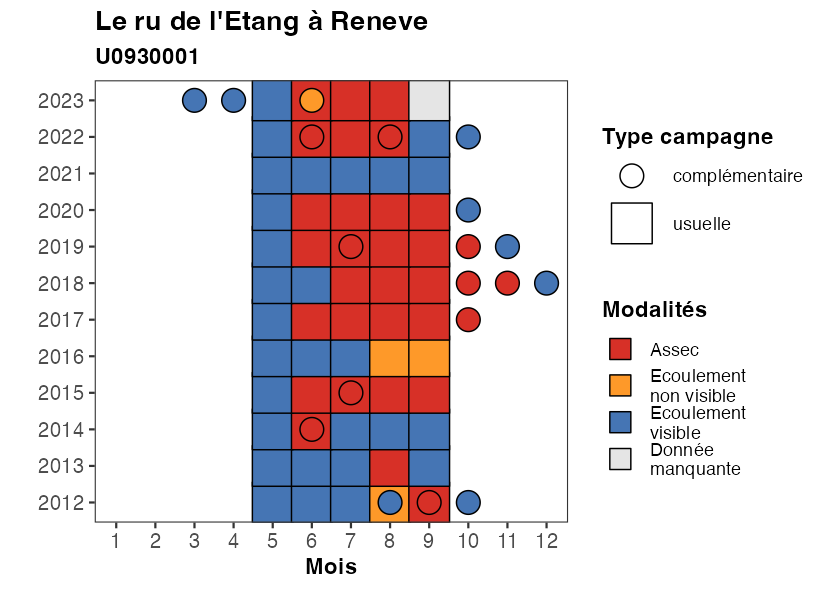 Le ru de l'Etang à Reneve
U0930001
2023
2022
2021
2020
2019
2018
2017
2016
2015
2014
2013
2012
1 2 3 4 5 6 7 8 9 10 11 12
Mois
Type campagne
complémentaire
usuelle
Modalités
Assec
Ecoulement
non visible
Ecoulement
visible
Donnée
manquante